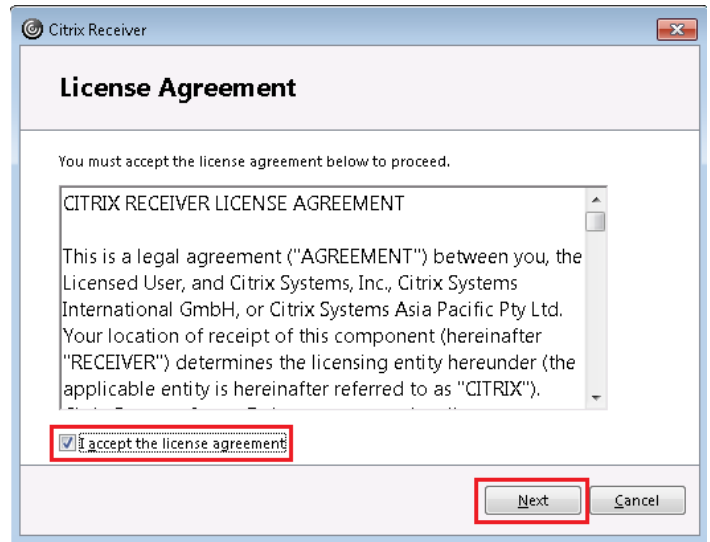 Citrix Receiver
License Agreement
You must accept the license agreement below to proceed.
CITRIX RECEIVER LICENSE AGREEMENT
This is a legal agreement ("AGREEMENT") between you, the
Licensed User, and Citrix Systems, Inc., Citrix Systems
International GmbH, or Citrix Systems Asia Pacific Pty Ltd.
Your location of receipt of this component (hereinafter
"RECEIVER") determines the licensing entity hereunder (the
applicable entity is hereinafter referred to as "CITRIX").
I accept the license agreement
Next
Cancel